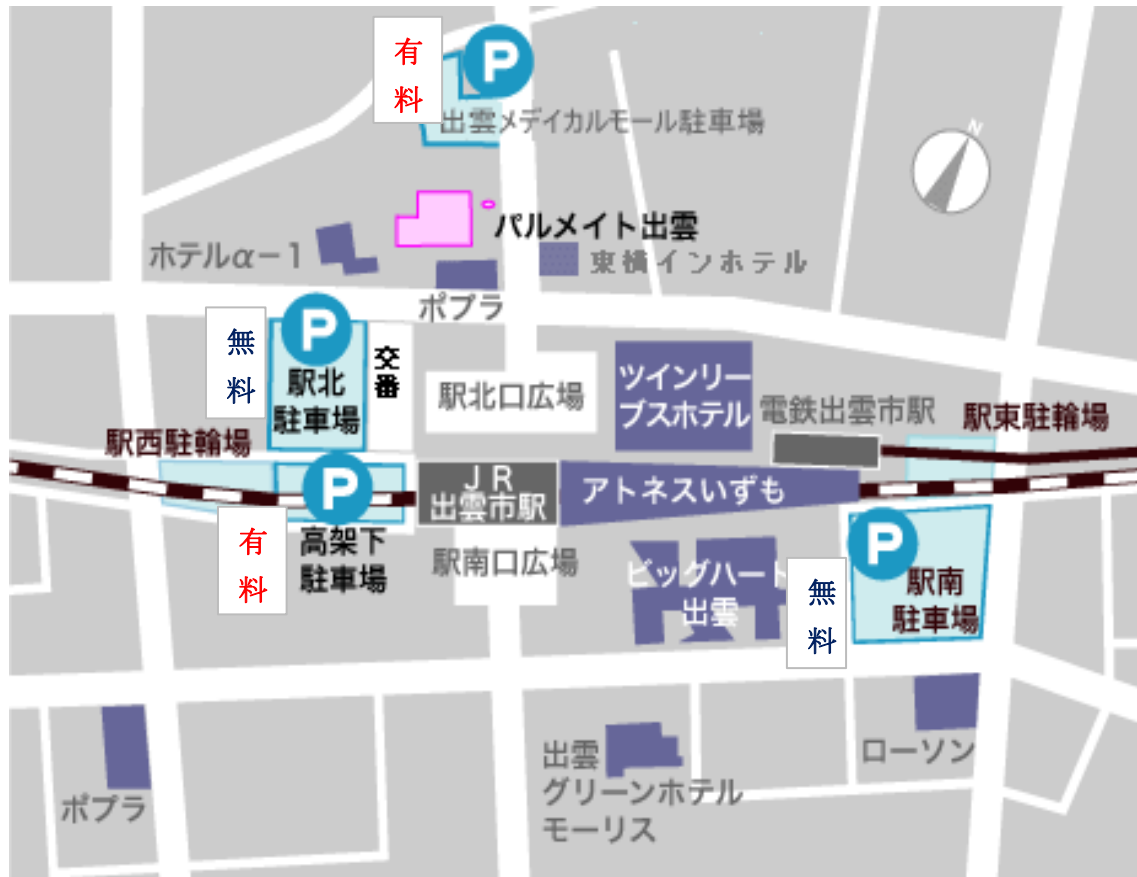 有
料
P
出雲メディカルモール駐車場
N
パルメイト出雲
ホテルα－1
東横インホテル
ポプラ
無
料
P
駅北
駐車場
交
番
駅北口広場
ツインリー
ブスホテル
電鉄出雲市駅
駅東駐輪場
駅西駐輪場
P
ＪＲ
出雲市駅
アトネスいずも
有
料
高架下
駐車場
駅南口広場
ビッグハート
出雲
無
料
P
駅南
駐車場
ローソン
出雲
グリーンホテル
モーリス
ポプラ